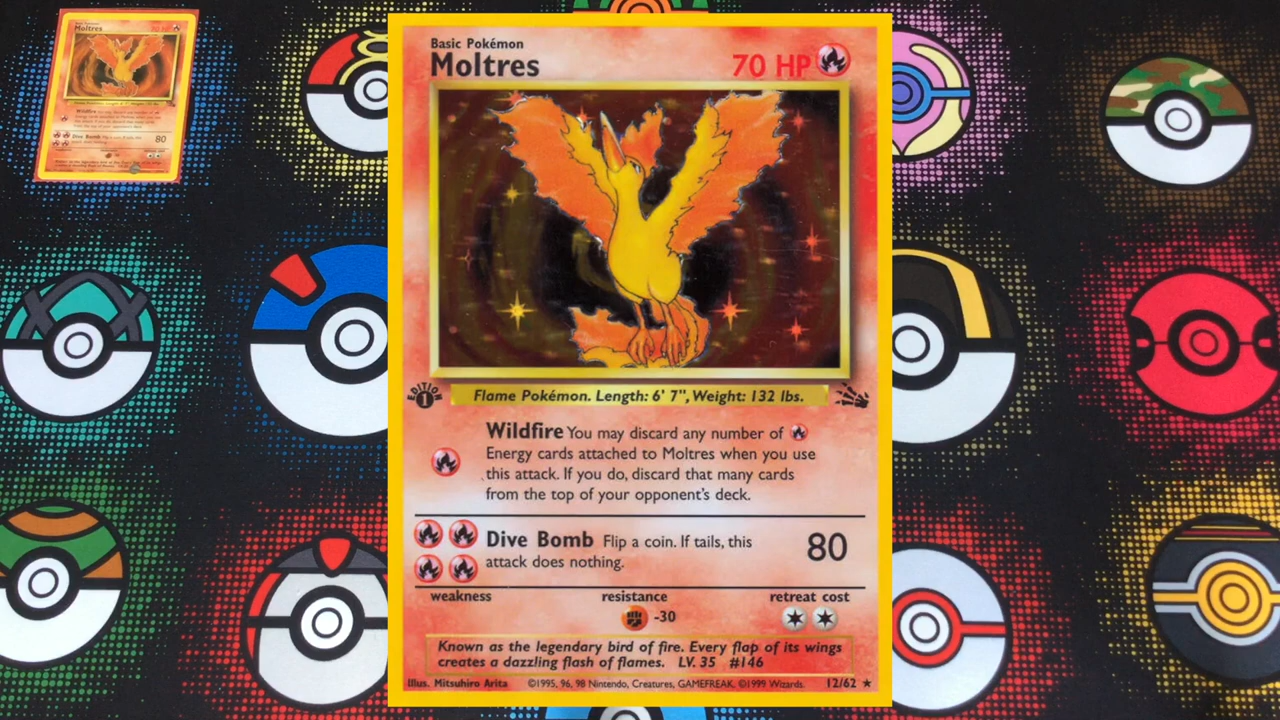 Basic Pokémon
Moltres
70 HP
EDITION
1
Flame Pokémon. Length: 6' 7", Weight: 132 lbs.
Wildfire You may discard any number of
Energy cards attached to Moltres when you use
this attack. If you do, discard that many cards
from the top of your opponent's deck.
Dive Bomb Flip a coin. If tails, this
attack does nothing.
80
weakness resistance retreat cost
-30
Known as the legendary bird of fire. Every flap of its wings
creates a dazzling flash of flames. LV. 35 #146
Illus. Mitsuhiro Arita ©1995, 96, 98 Nintendo, Creatures, GAMEFREAK. ©1999 Wizards. 12/62
Moltres
Wildfire
Dive Bomb
80